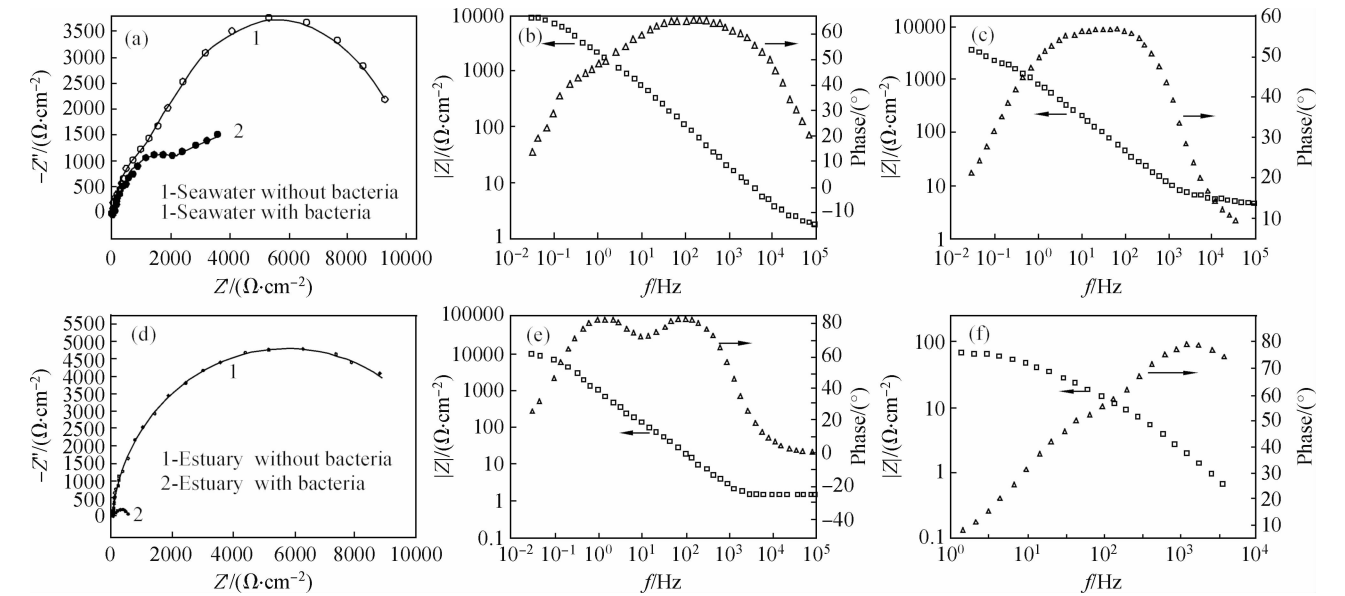 (a)
3500
3000
2500
2000
1500
1000
500
0
−Z″/(Ω·cm−2)
1
2
1-Seawater without bacteria
1-Seawater with bacteria
0 2000 4000 6000 8000 10000
Z′/(Ω·cm−2)
(b)
10000
1000
100
10
1
|Z|/(Ω·cm−2)
60
50
40
30
20
10
0
−10
Phase/(°)
10−2 10−1 100 101 102 103 104 105
f/Hz
(c)
10000
1000
100
10
1
|Z|/(Ω·cm−2)
60
50
40
30
20
10
Phase/(°)
10−2 10−1 100 101 102 103 104 105
f/Hz
(d)
5500
5000
4500
4000
3500
3000
2500
2000
1500
1000
500
0
−Z″/(Ω·cm−2)
1
1-Estuary without bacteria
2-Estuary with bacteria
2
0 2000 4000 6000 8000 10000
Z′/(Ω·cm−2)
(e)
100000
10000
1000
100
10
1
0.1
|Z|/(Ω·cm−2)
80
60
40
20
0
−20
−40
Phase/(°)
10−2 10−1 100 101 102 103 104 105
f/Hz
(f)
100
10
1
0.1
|Z|/(Ω·cm−2)
80
70
60
50
40
30
20
10
Phase/(°)
100 101 102 103 104
f/Hz